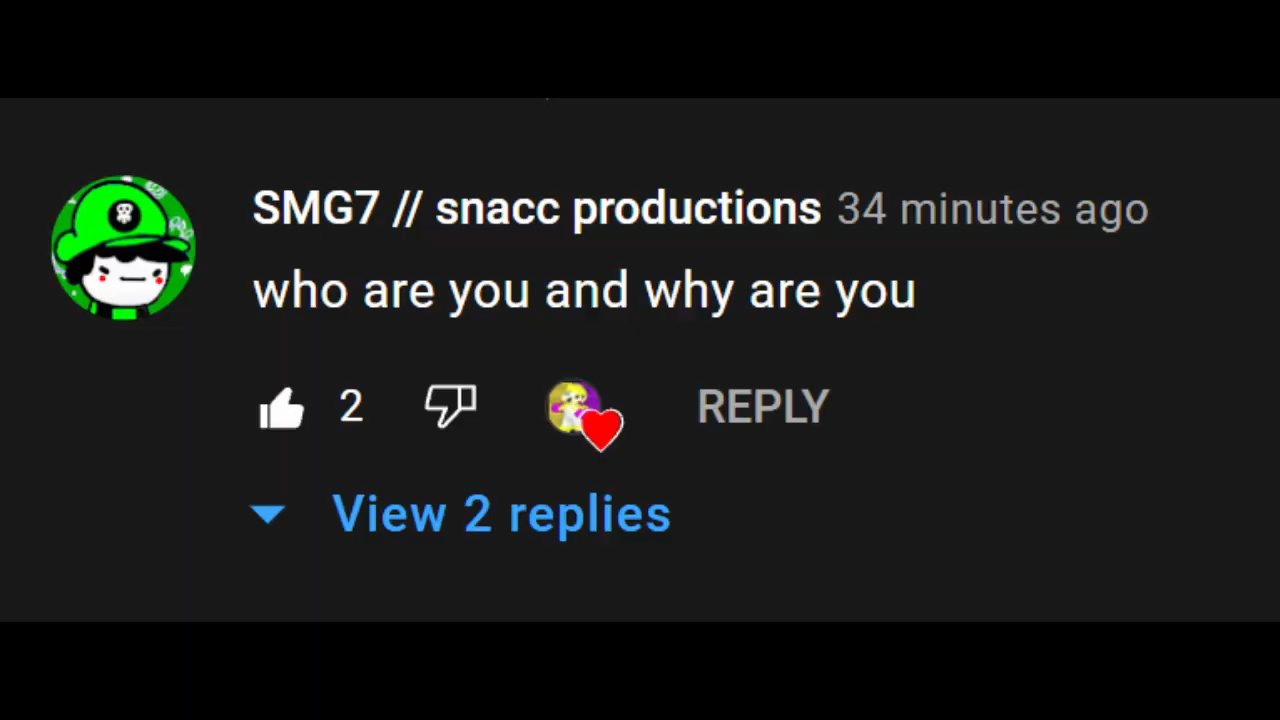 SMG7 // snacc productions 34 minutes ago
who are you and why are you
2 REPLY
View 2 replies